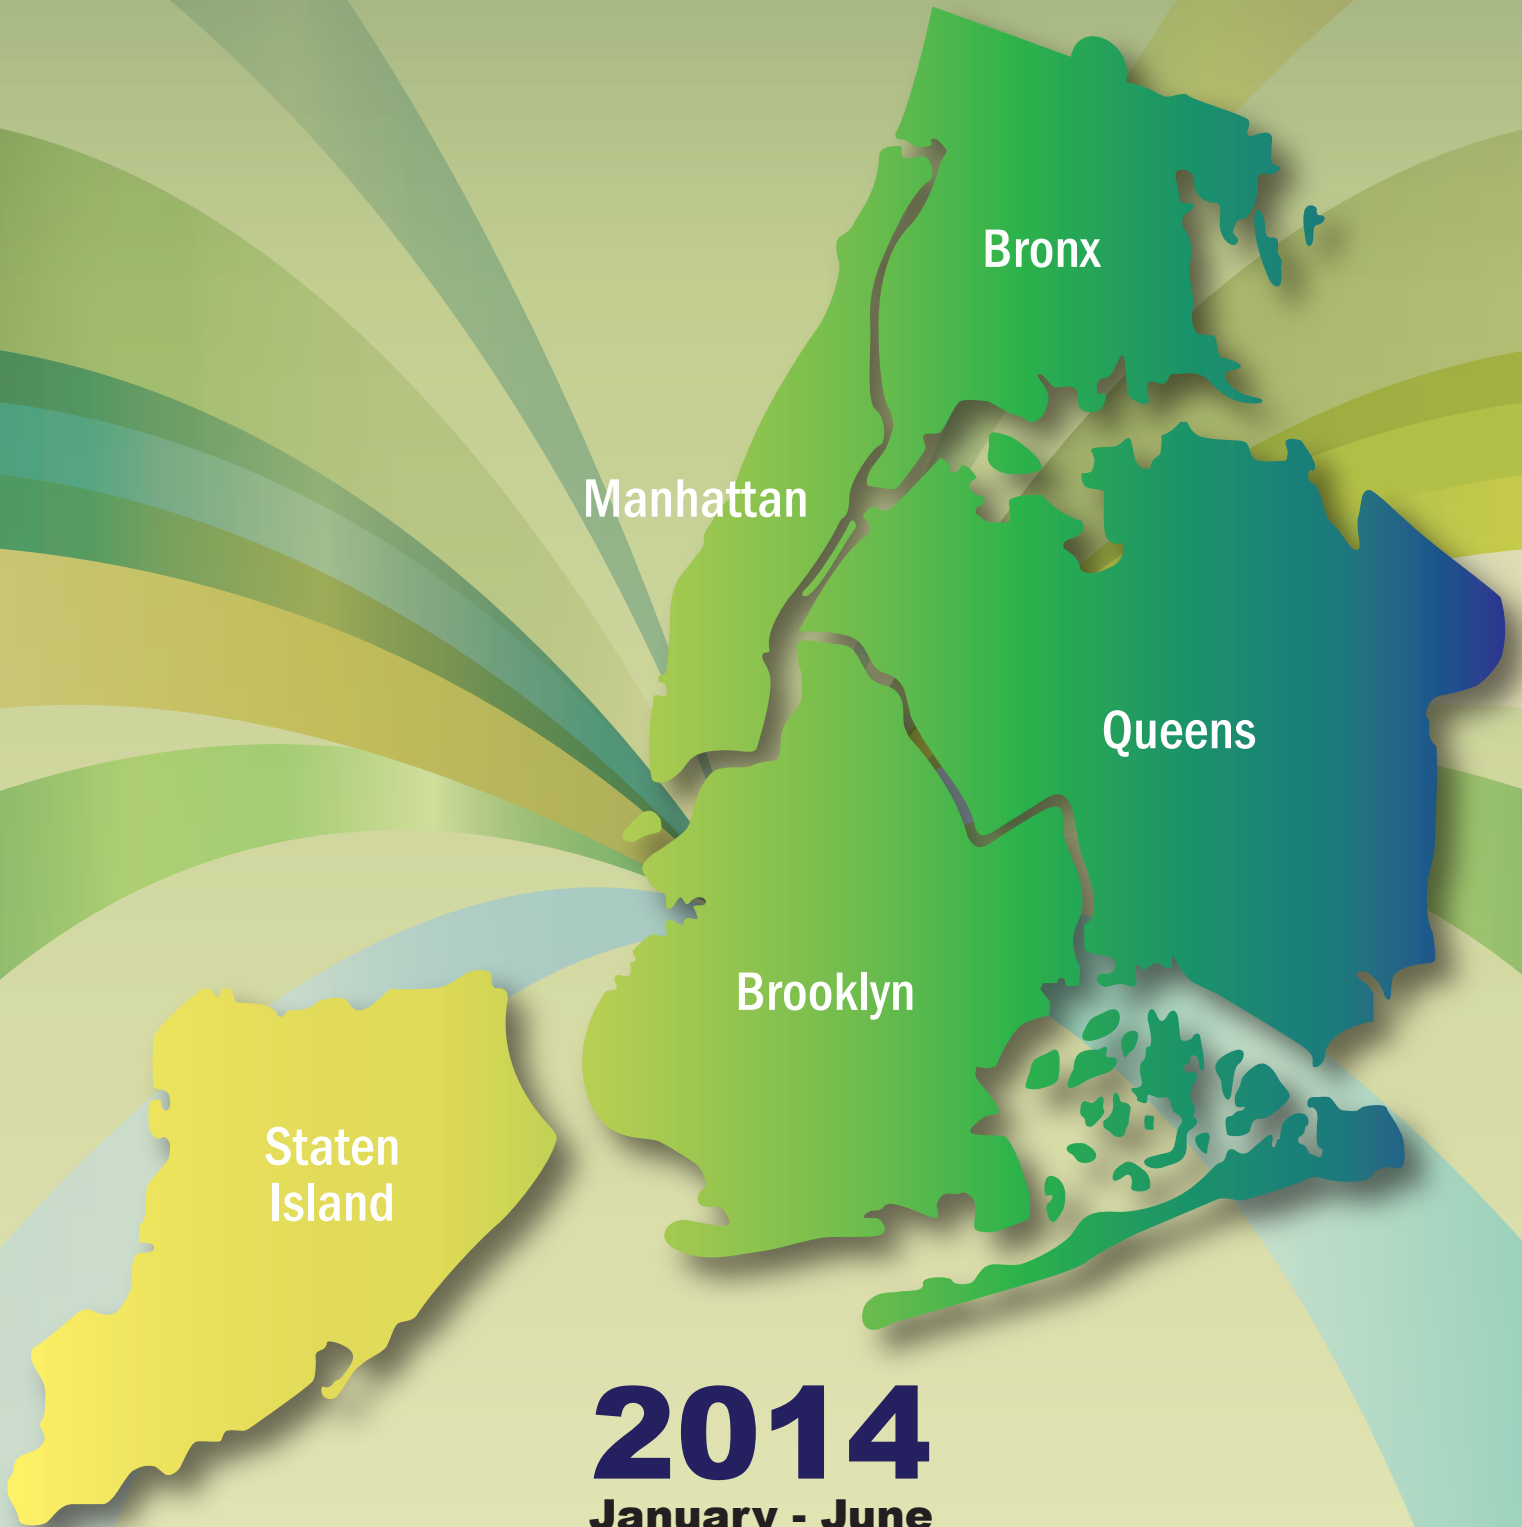 Bronx
Manhattan
Queens
Brooklyn
Staten
Island
2014
January - June